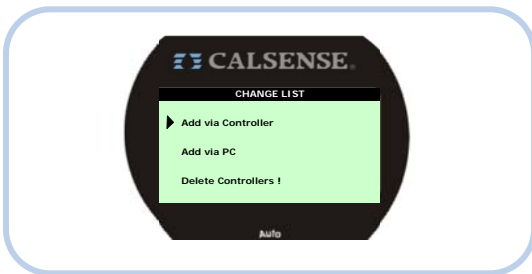 CALSENSE®
CHANGE LIST
Add via Controller
Add via PC
Delete Controllers !
Auto